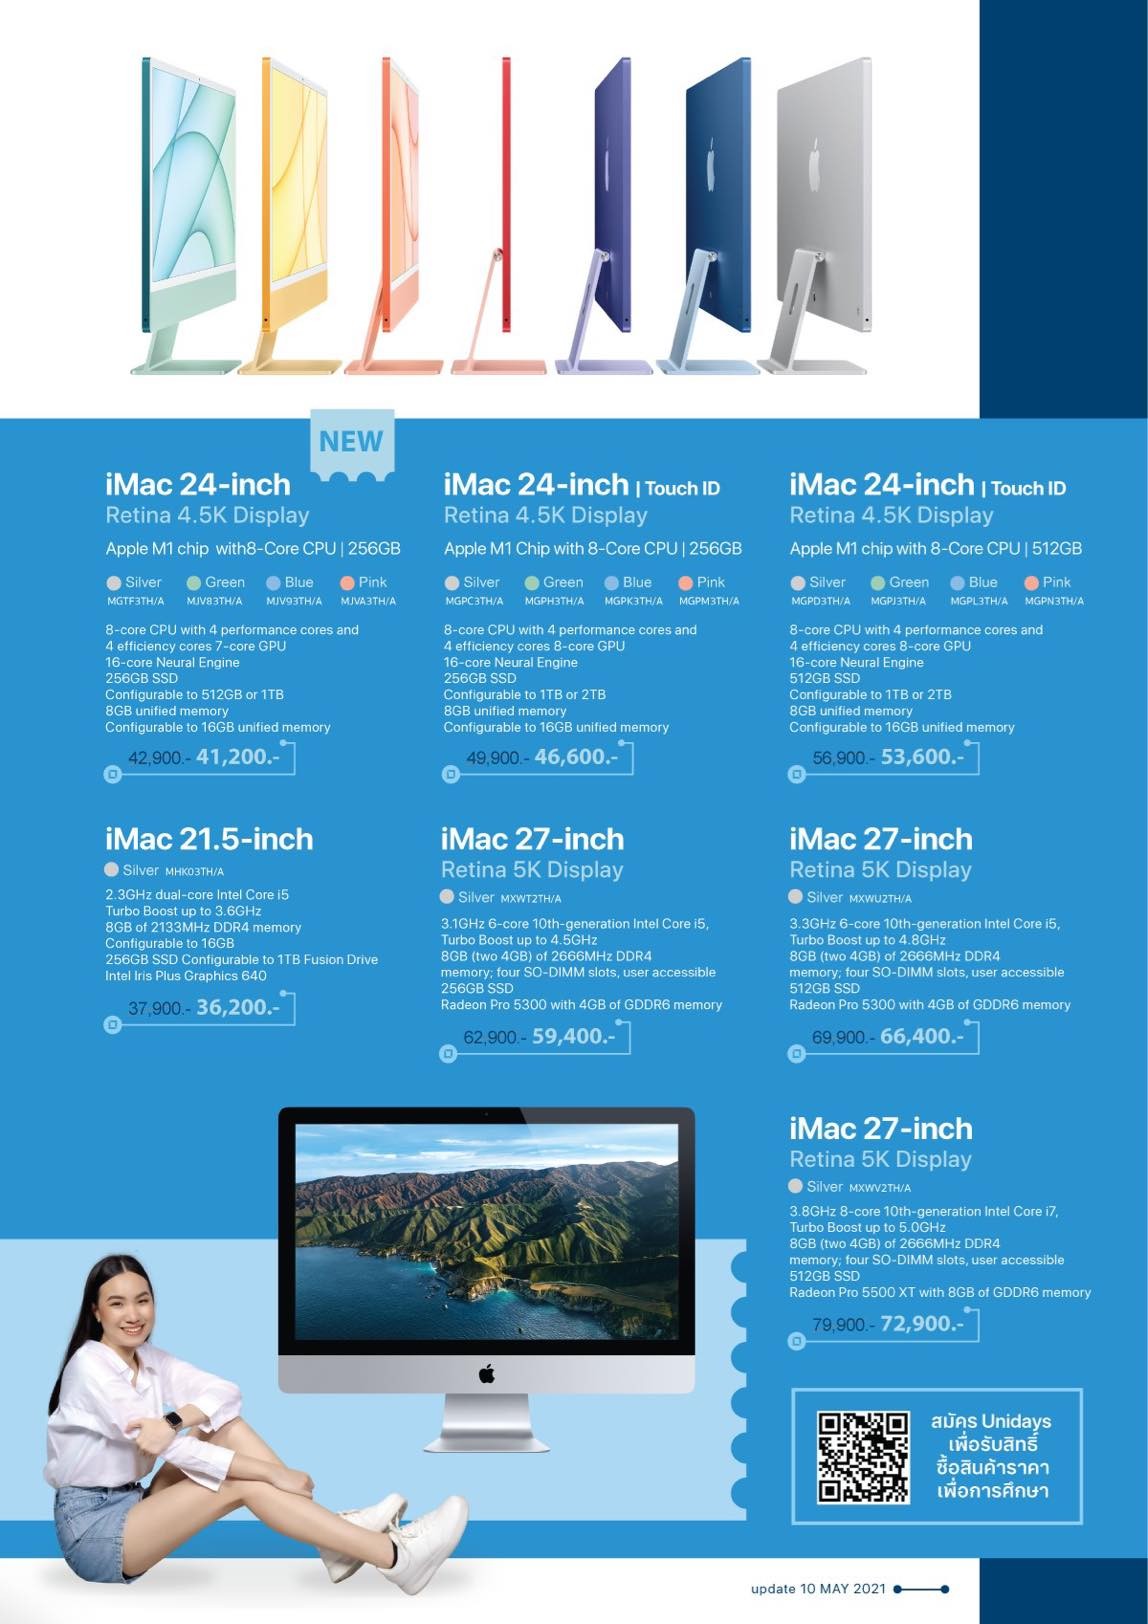 NEW
iMac 24-inch
Retina 4.5K Display
Apple M1 chip with8-Core CPU | 256GB
Silver Green Blue Pink
MGTF3TH/A MJV83TH/A MJV93TH/A MJVA3TH/A
8-core CPU with 4 performance cores and
4 efficiency cores 7-core GPU
16-core Neural Engine
256GB SSD
Configurable to 512GB or 1TB
8GB unified memory
Configurable to 16GB unified memory
42,900.- 41,200.-
iMac 24-inch | Touch ID
Retina 4.5K Display
Apple M1 Chip with 8-Core CPU | 256GB
Silver Green Blue Pink
MGPC3TH/A MGPH3TH/A MGPK3TH/A MGPM3TH/A
8-core CPU with 4 performance cores and
4 efficiency cores 8-core GPU
16-core Neural Engine
256GB SSD
Configurable to 1TB or 2TB
8GB unified memory
Configurable to 16GB unified memory
49,900.- 46,600.-
iMac 24-inch | Touch ID
Retina 4.5K Display
Apple M1 chip with 8-Core CPU | 512GB
Silver Green Blue Pink
MGPD3TH/A MGPJ3TH/A MGPL3TH/A MGPN3TH/A
8-core CPU with 4 performance cores and
4 efficiency cores 8-core GPU
16-core Neural Engine
512GB SSD
Configurable to 1TB or 2TB
8GB unified memory
Configurable to 16GB unified memory
56,900.- 53,600.-
iMac 21.5-inch
Silver MHK03TH/A
2.3GHz dual-core Intel Core i5
Turbo Boost up to 3.6GHz
8GB of 2133MHz DDR4 memory
Configurable to 16GB
256GB SSD Configurable to 1TB Fusion Drive
Intel Iris Plus Graphics 640
37,900.- 36,200.-
iMac 27-inch
Retina 5K Display
Silver MXWT2TH/A
3.1GHz 6-core 10th-generation Intel Core i5,
Turbo Boost up to 4.5GHz
8GB (two 4GB) of 2666MHz DDR4
memory; four SO-DIMM slots, user accessible
256GB SSD
Radeon Pro 5300 with 4GB of GDDR6 memory
62,900.- 59,400.-
iMac 27-inch
Retina 5K Display
Silver MXWU2TH/A
3.3GHz 6-core 10th-generation Intel Core i5,
Turbo Boost up to 4.8GHz
8GB (two 4GB) of 2666MHz DDR4
memory; four SO-DIMM slots, user accessible
512GB SSD
Radeon Pro 5300 with 4GB of GDDR6 memory
69,900.- 66,400.-
iMac 27-inch
Retina 5K Display
Silver MXWV2TH/A
3.8GHz 8-core 10th-generation Intel Core i7,
Turbo Boost up to 5.0GHz
8GB (two 4GB) of 2666MHz DDR4
memory; four SO-DIMM slots, user accessible
512GB SSD
Radeon Pro 5500 XT with 8GB of GDDR6 memory
79,900.- 72,900.-
สมัคร Unidays
เพื่อรับสิทธิ์
ซื้อสินค้าราคา
เพื่อการศึกษา
update 10 MAY 2021